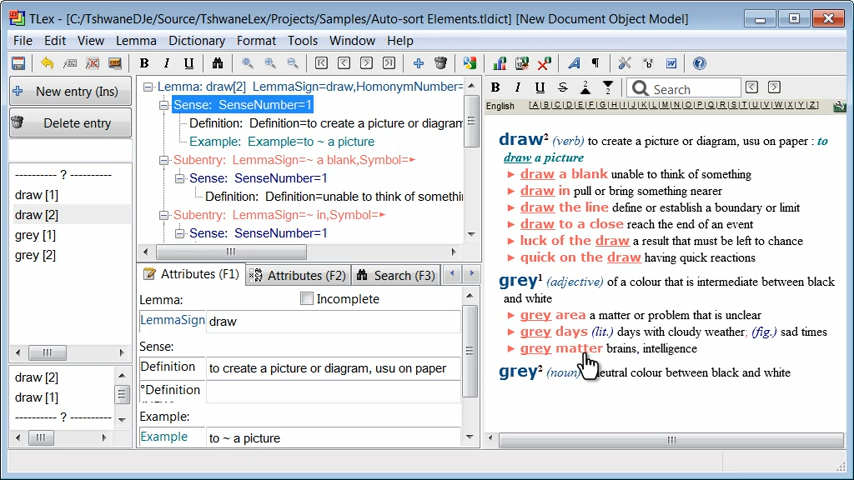 TLex - [C:/TshwaneDJe/Source/TshwaneLex/Projects/Samples/Auto-sort Elements.tldict] [New Document Object Model]
File Edit View Lemma Dictionary Format Tools Window Help
B I U
New entry (Ins)
Delete entry
---------- ? ----------
draw [1]
draw [2]
grey [1]
grey [2]
draw [2]
draw [1]
---------- ? ----------
Lemma: draw[2] LemmaSign=draw,HomonymNumber=
Sense: SenseNumber=1
Definition: Definition=to create a picture or diagram,
Example: Example=to ~ a picture
Subentry: LemmaSign=~ a blank,Symbol=►
Sense: SenseNumber=1
Definition: Definition=unable to think of somethin
Subentry: LemmaSign=~ in,Symbol=►
Sense: SenseNumber=1
Attributes (F1) Attributes (F2) Search (F3)
Lemma: Incomplete
LemmaSign draw
Sense:
Definition to create a picture or diagram, usu on paper
°Definition
Example:
Example to ~ a picture
B I U S 2 2 Search
English A B C D E F G H I J K L M N O P Q R S T U V W X Y Z
draw² (verb) to create a picture or diagram, usu on paper : to
draw a picture
► draw a blank unable to think of something
► draw in pull or bring something nearer
► draw the line define or establish a boundary or limit
► draw to a close reach the end of an event
► luck of the draw a result that must be left to chance
► quick on the draw having quick reactions
grey¹ (adjective) of a colour that is intermediate between black
and white
► grey area a matter or problem that is unclear
► grey days (lit.) days with cloudy weather; (fig.) sad times
► grey matter brains, intelligence
grey² (noun) neutral colour between black and white